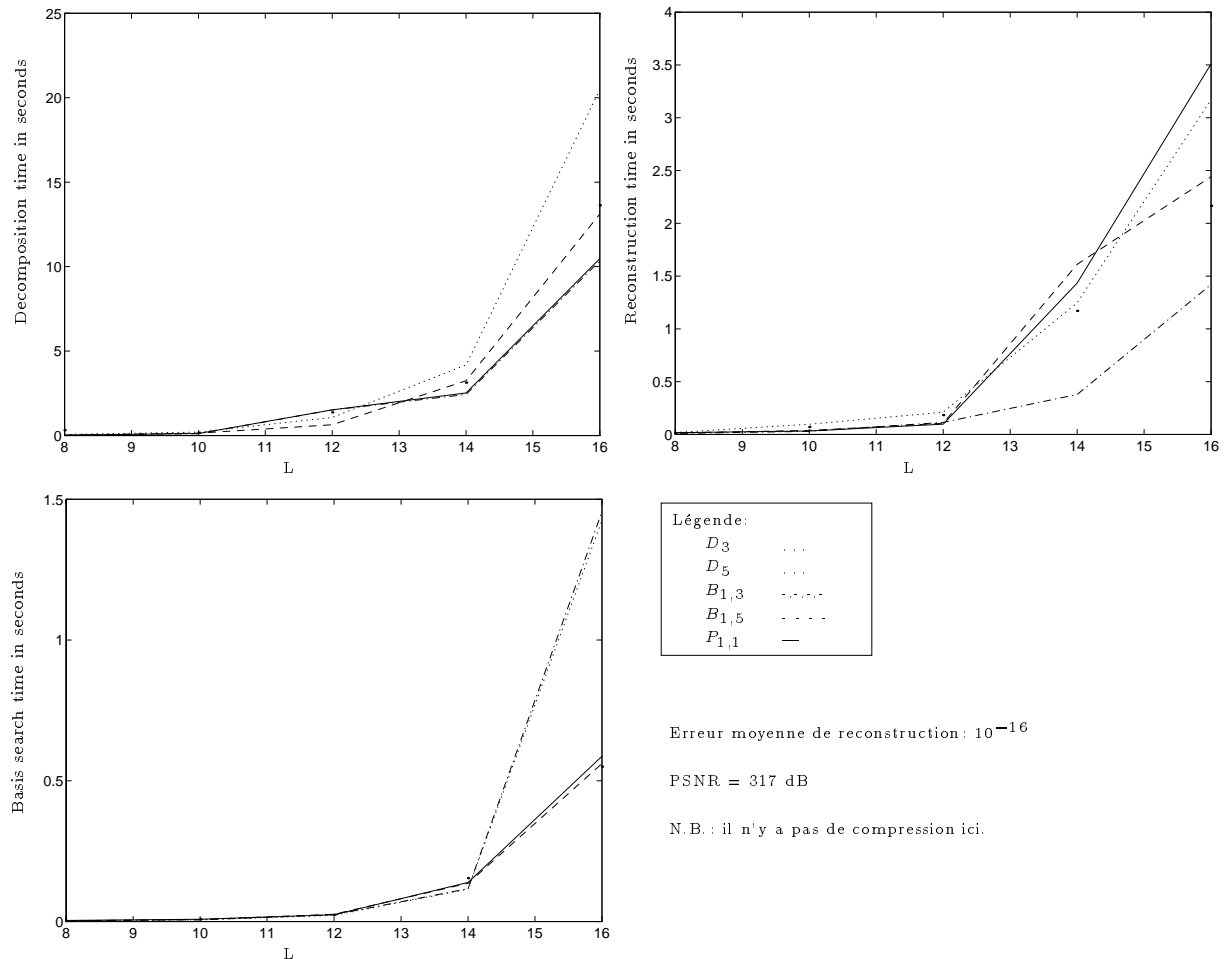 25
20
15
10
5
0
8 9 10 11 12 13 14 15 16
L
Decomposition time in seconds
4
3.5
3
2.5
2
1.5
1
0.5
0
8 9 10 11 12 13 14 15 16
L
Reconstruction time in seconds
1.5
1
0.5
0
8 9 10 11 12 13 14 15 16
L
Basis search time in seconds
Légende:
D3
D5
B1,3
B1,5
P1,1
Erreur moyenne de reconstruction: 10−16
PSNR = 317 dB
N.B.: il n'y a pas de compression ici.